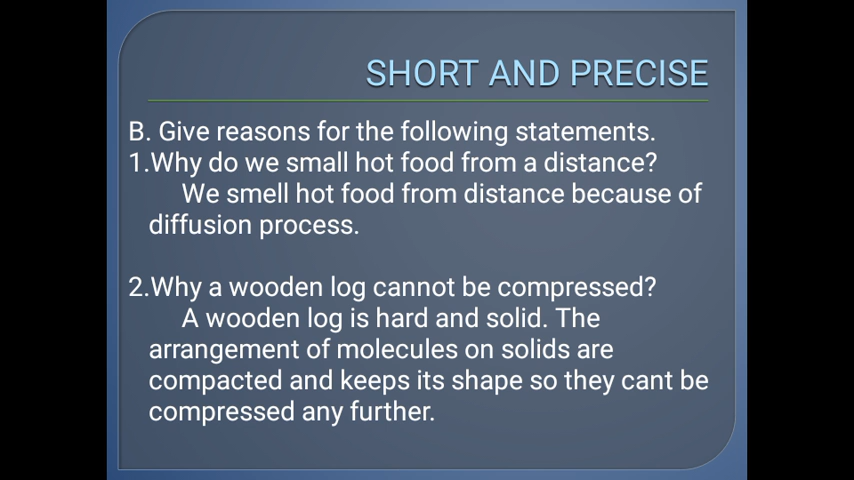 SHORT AND PRECISE
B. Give reasons for the following statements.
1.Why do we small hot food from a distance?
We smell hot food from distance because of
diffusion process.
2.Why a wooden log cannot be compressed?
A wooden log is hard and solid. The
arrangement of molecules on solids are
compacted and keeps its shape so they cant be
compressed any further.